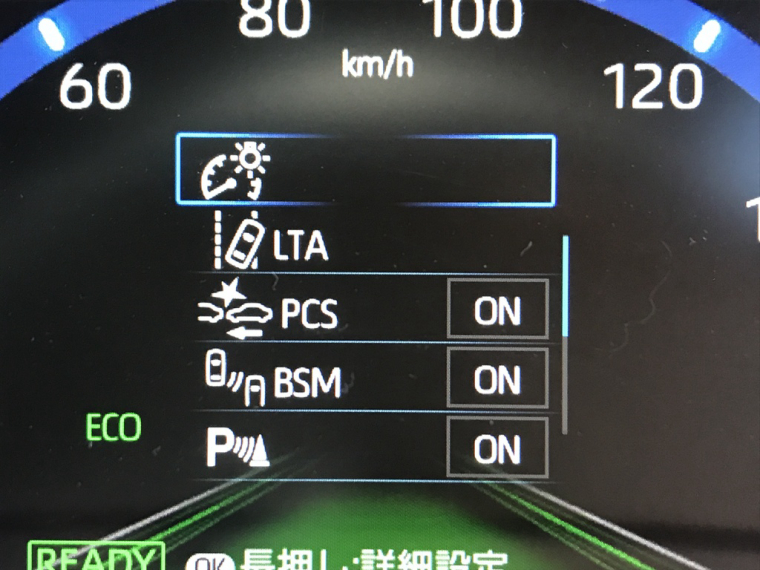 80 100
km/h
60 120
LTA
PCS ON
BSM ON
ECO
P ON
READY OK 長押し:詳細設定